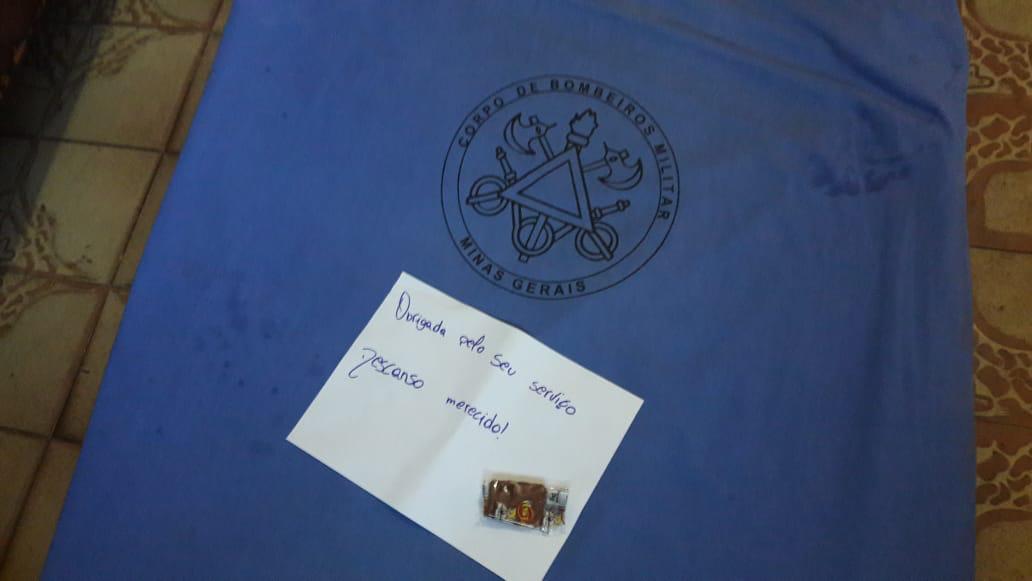 CORPO DE BOMBEIROS MILITAR
MINAS GERAIS
Obrigada pelo seu serviço
Descanso merecido!